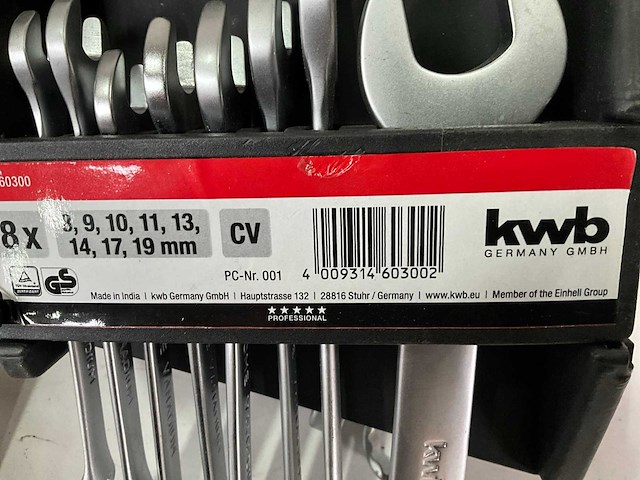 60300
8 x
8, 9, 10, 11, 13,
14, 17, 19 mm
CV
PC-Nr. 001
4 009314 603002
kwb
GERMANY GMBH
GS
Made in India | kwb Germany GmbH | Hauptstrasse 132 | 28816 Stuhr / Germany | www.kwb.eu | Member of the Einhell Group
★★★★★
PROFESSIONAL
kwb